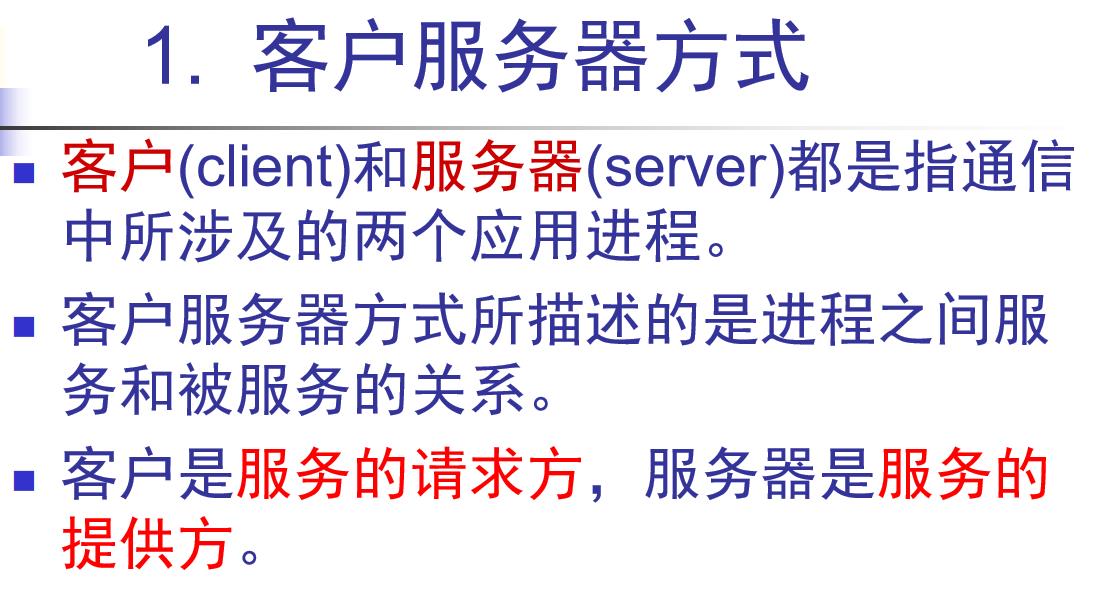 1. 客户服务器方式
客户(client)和服务器(server)都是指通信
中所涉及的两个应用进程。
客户服务器方式所描述的是进程之间服
务和被服务的关系。
客户是服务的请求方，服务器是服务的
提供方。